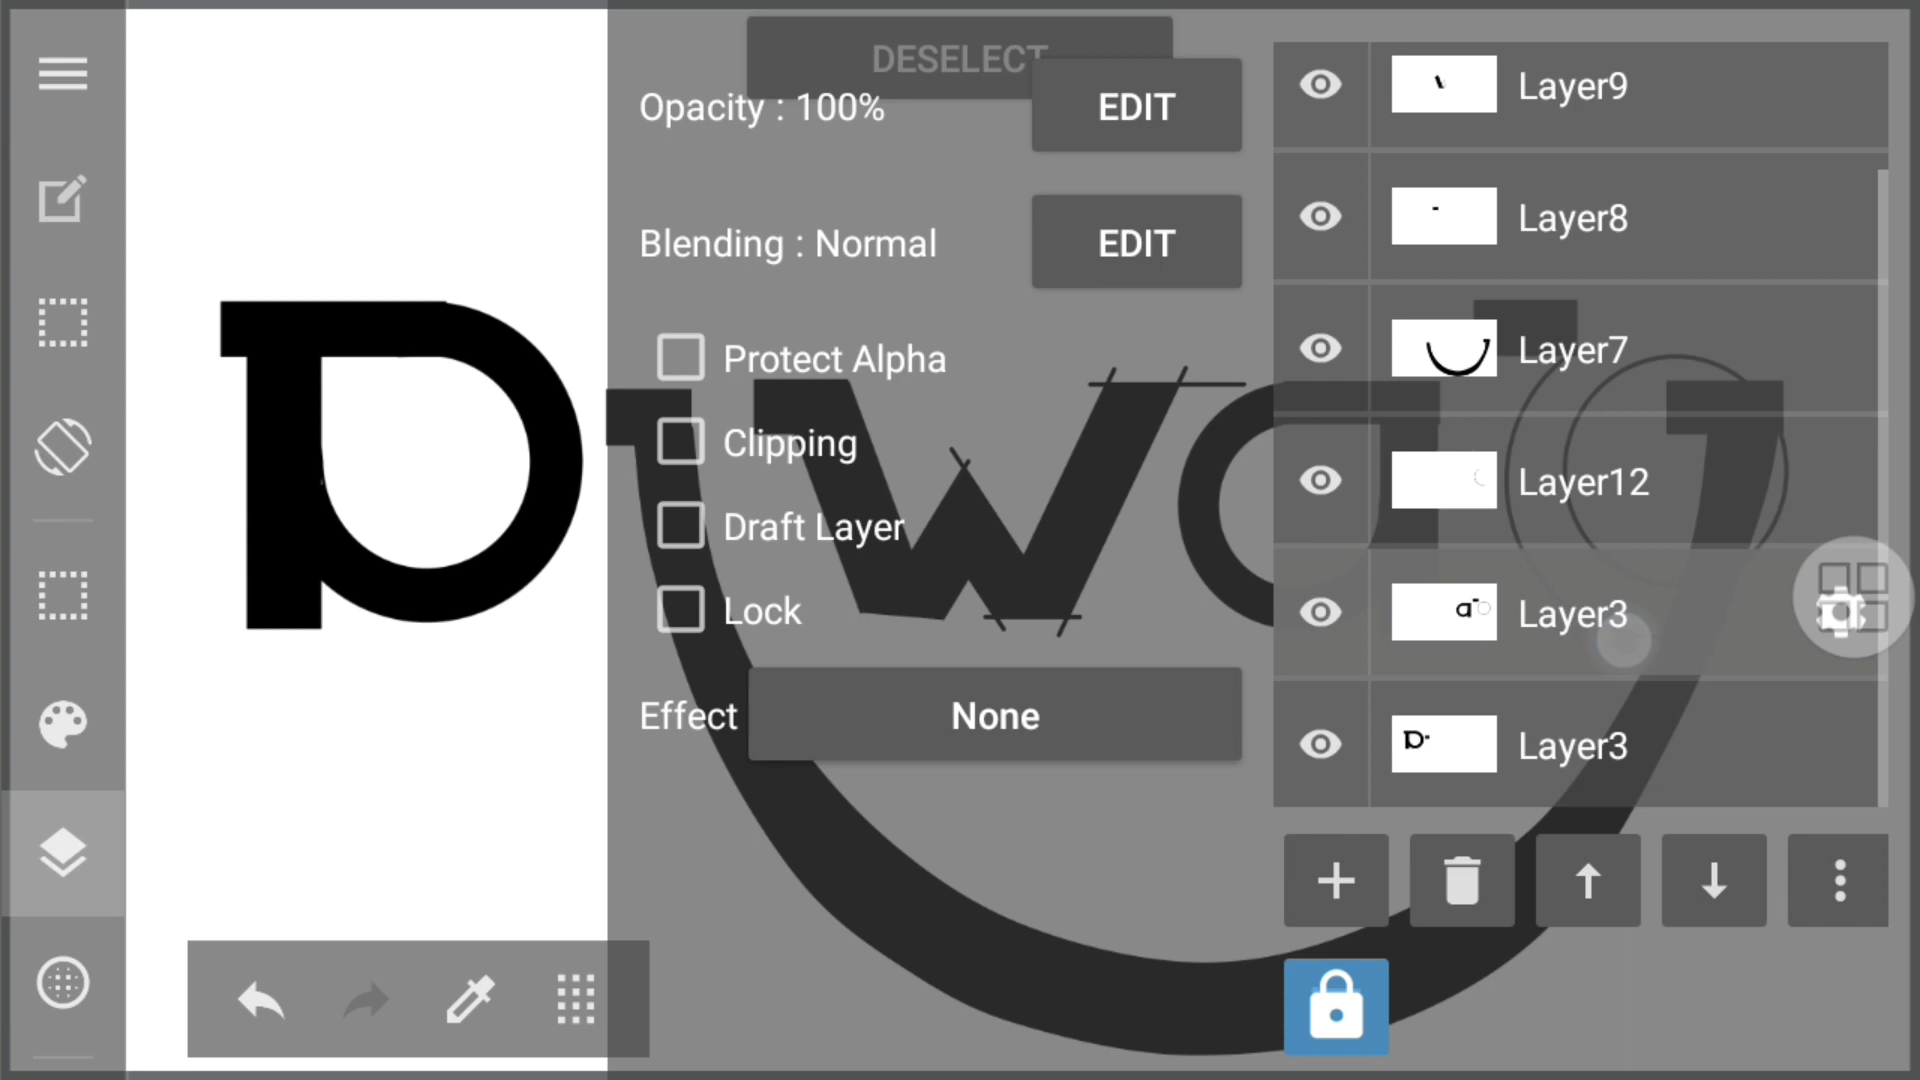 DESELECT
Opacity : 100%
EDIT
Blending : Normal
EDIT
Protect Alpha
Clipping
Draft Layer
Lock
Effect
None
Layer9
Layer8
Layer7
Layer12
Layer3
Layer3